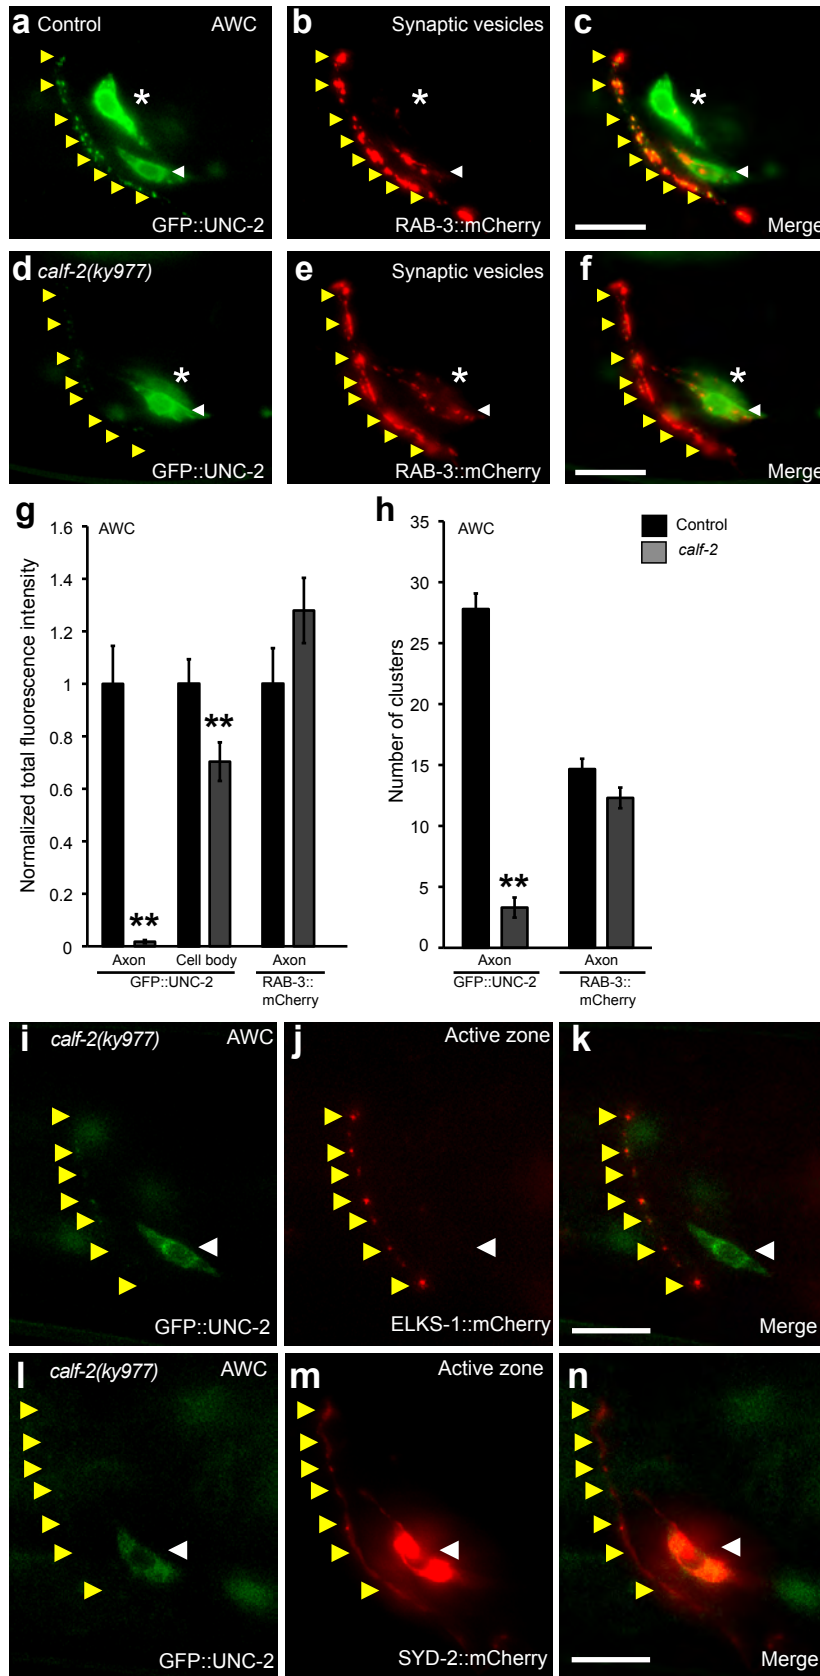 a Control AWC
GFP::UNC-2
b Synaptic vesicles
*
RAB-3::mCherry
c
*
Merge
d calf-2(ky977)
*
GFP::UNC-2
e Synaptic vesicles
*
RAB-3::mCherry
f
*
Merge
g
AWC
Normalized total fluorescence intensity
1.6
1.4
1.2
1
0.8
0.6
0.4
0.2
0
**
**
Axon Cell body Axon
GFP::UNC-2 RAB-3::
mCherry
h
AWC
Control
calf-2
Number of clusters
35
30
25
20
15
10
5
0
**
Axon Axon
GFP::UNC-2 RAB-3::
mCherry
i calf-2(ky977) AWC
GFP::UNC-2
j Active zone
ELKS-1::mCherry
k
Merge
l calf-2(ky977) AWC
GFP::UNC-2
m Active zone
SYD-2::mCherry
n
Merge